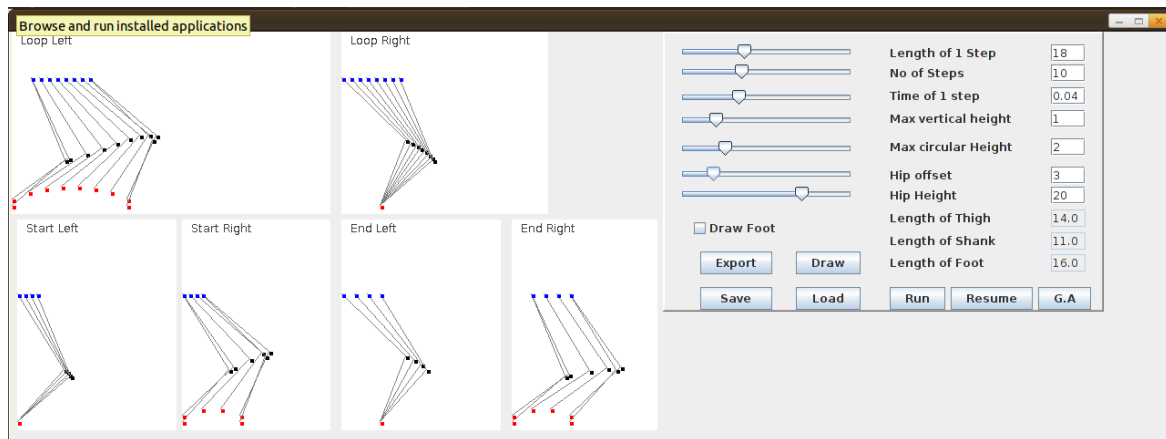 Browse and run installed applications
Loop Left
Loop Right
Length of 1 Step 18
No of Steps 10
Time of 1 step 0.04
Max vertical height 1
Max circular Height 2
Hip offset 3
Hip Height 20
Length of Thigh 14.0
Length of Shank 11.0
Length of Foot 16.0
Draw Foot
Export Draw
Save Load Run Resume G.A
Start Left
Start Right
End Left
End Right